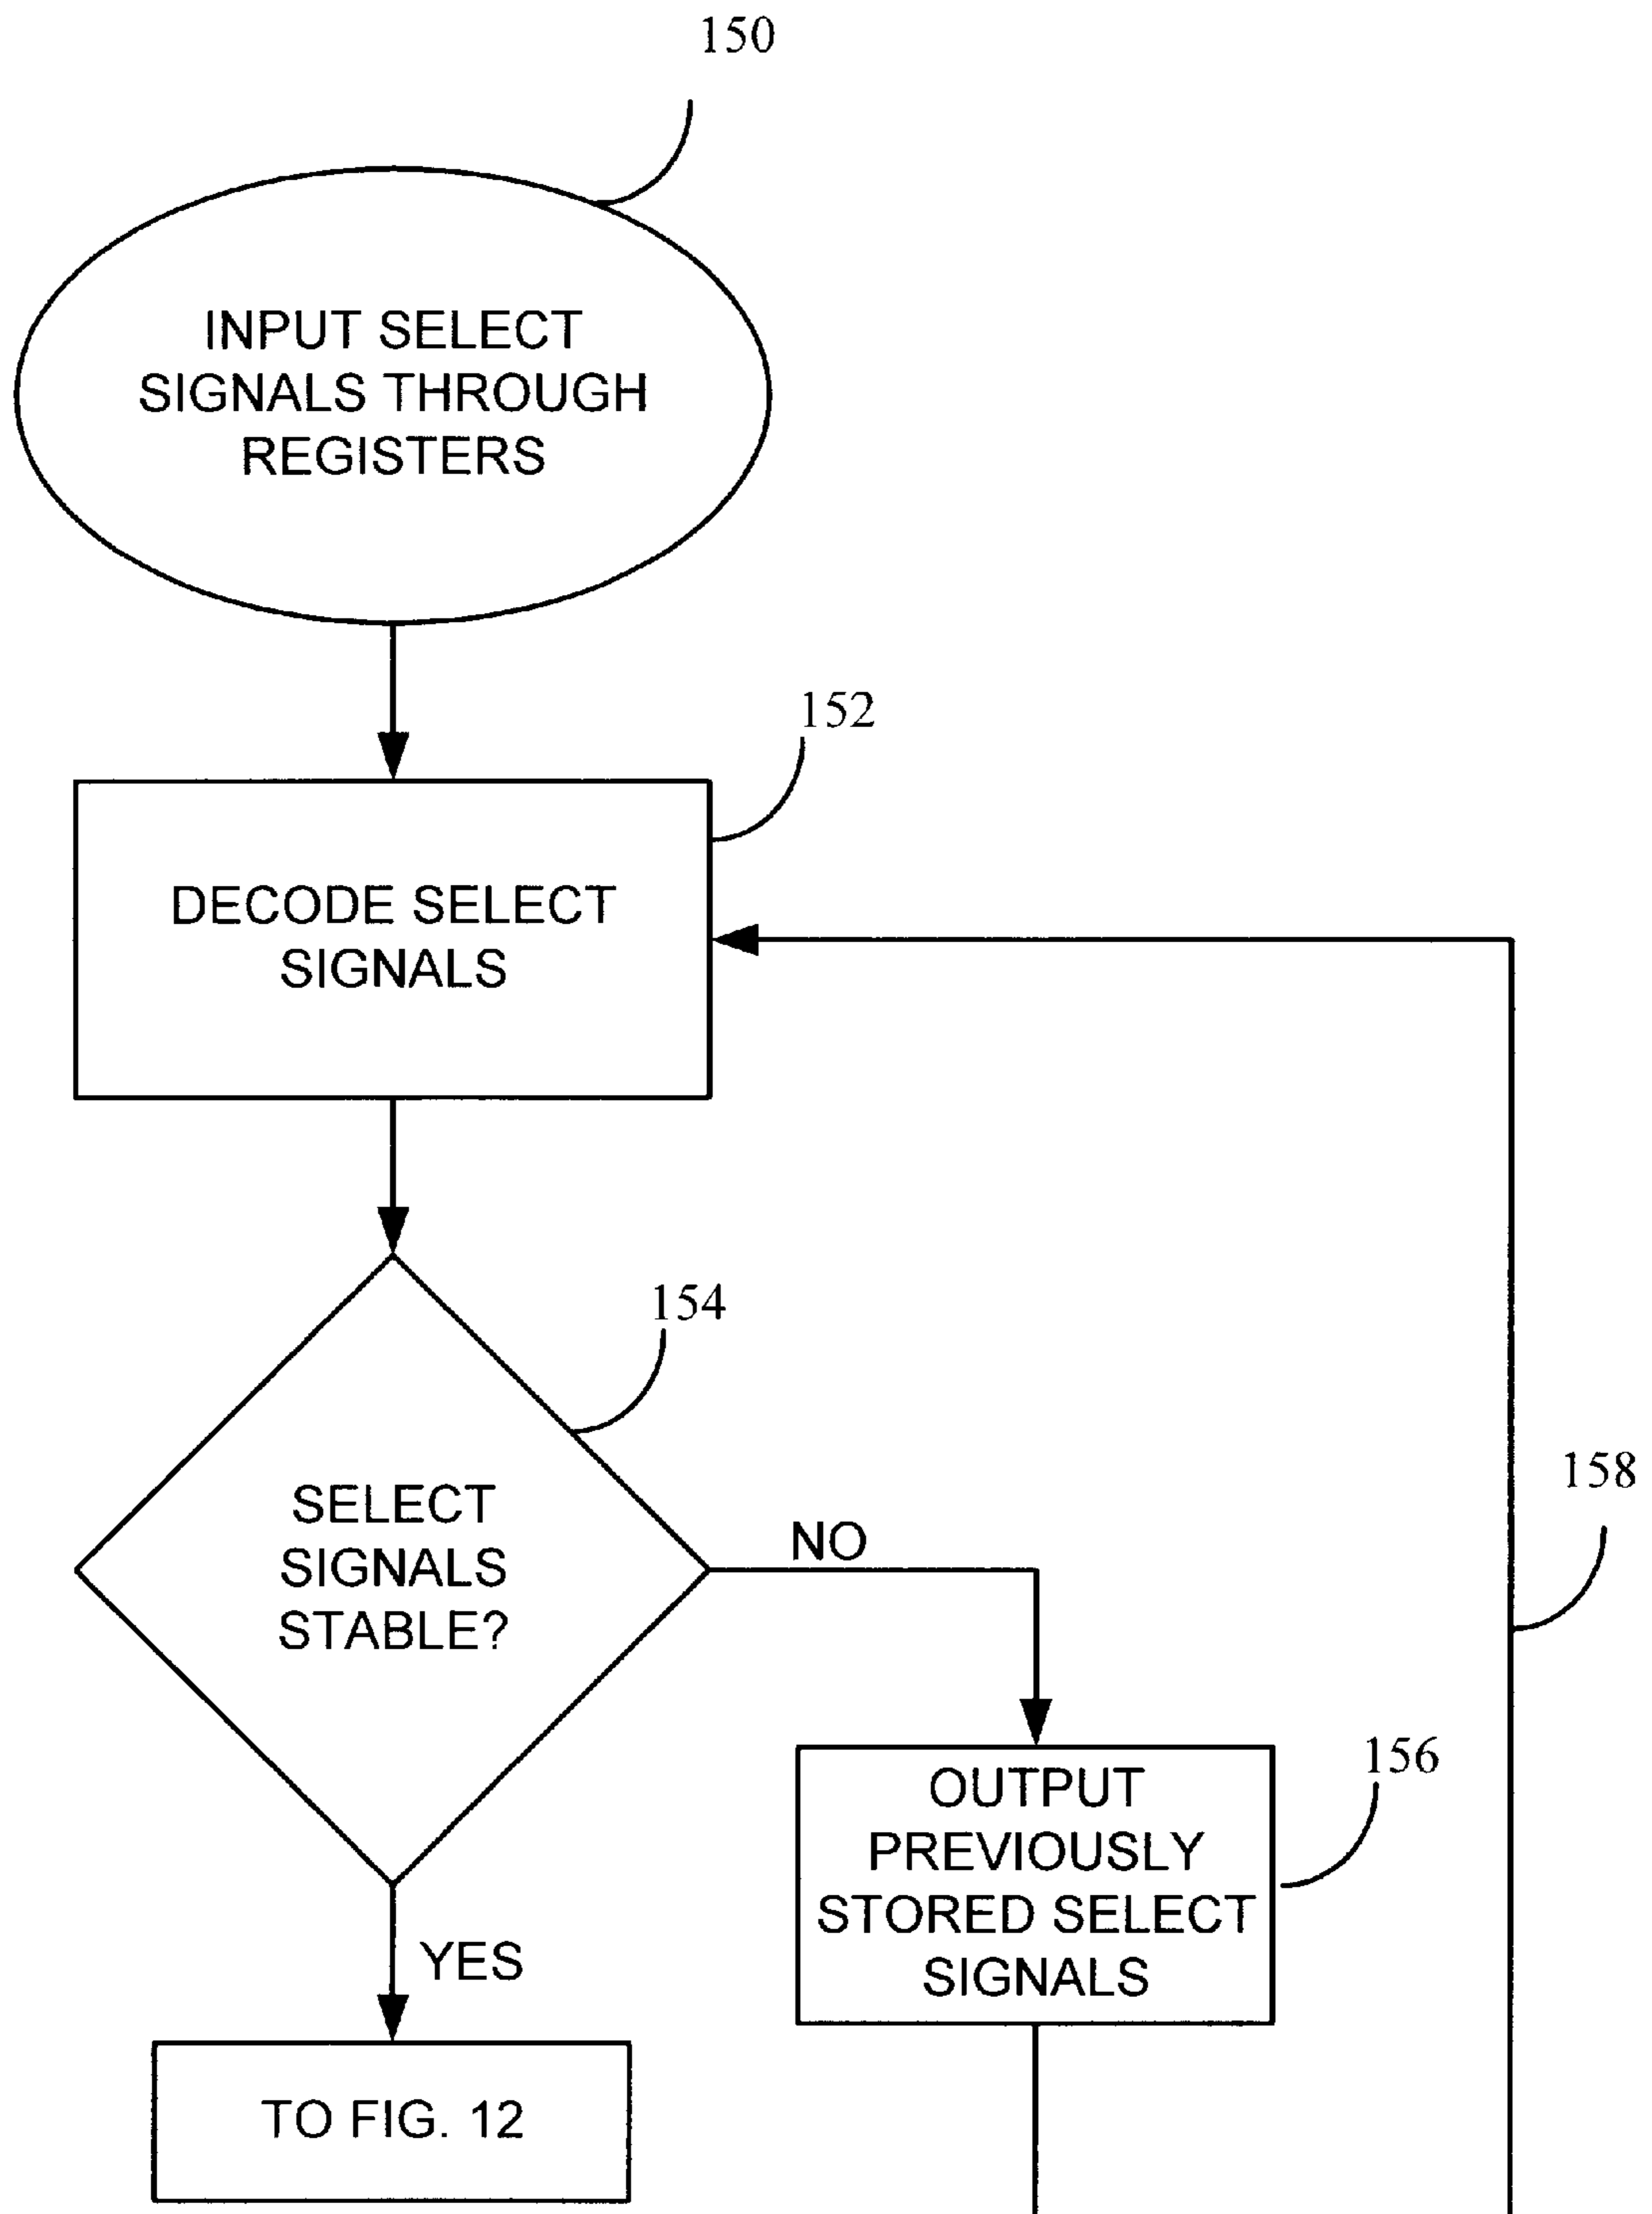 150
INPUT SELECT
SIGNALS THROUGH
REGISTERS
152
DECODE SELECT
SIGNALS
154
SELECT
SIGNALS
STABLE?
NO
158
156
OUTPUT
PREVIOUSLY
STORED SELECT
SIGNALS
YES
TO FIG. 12